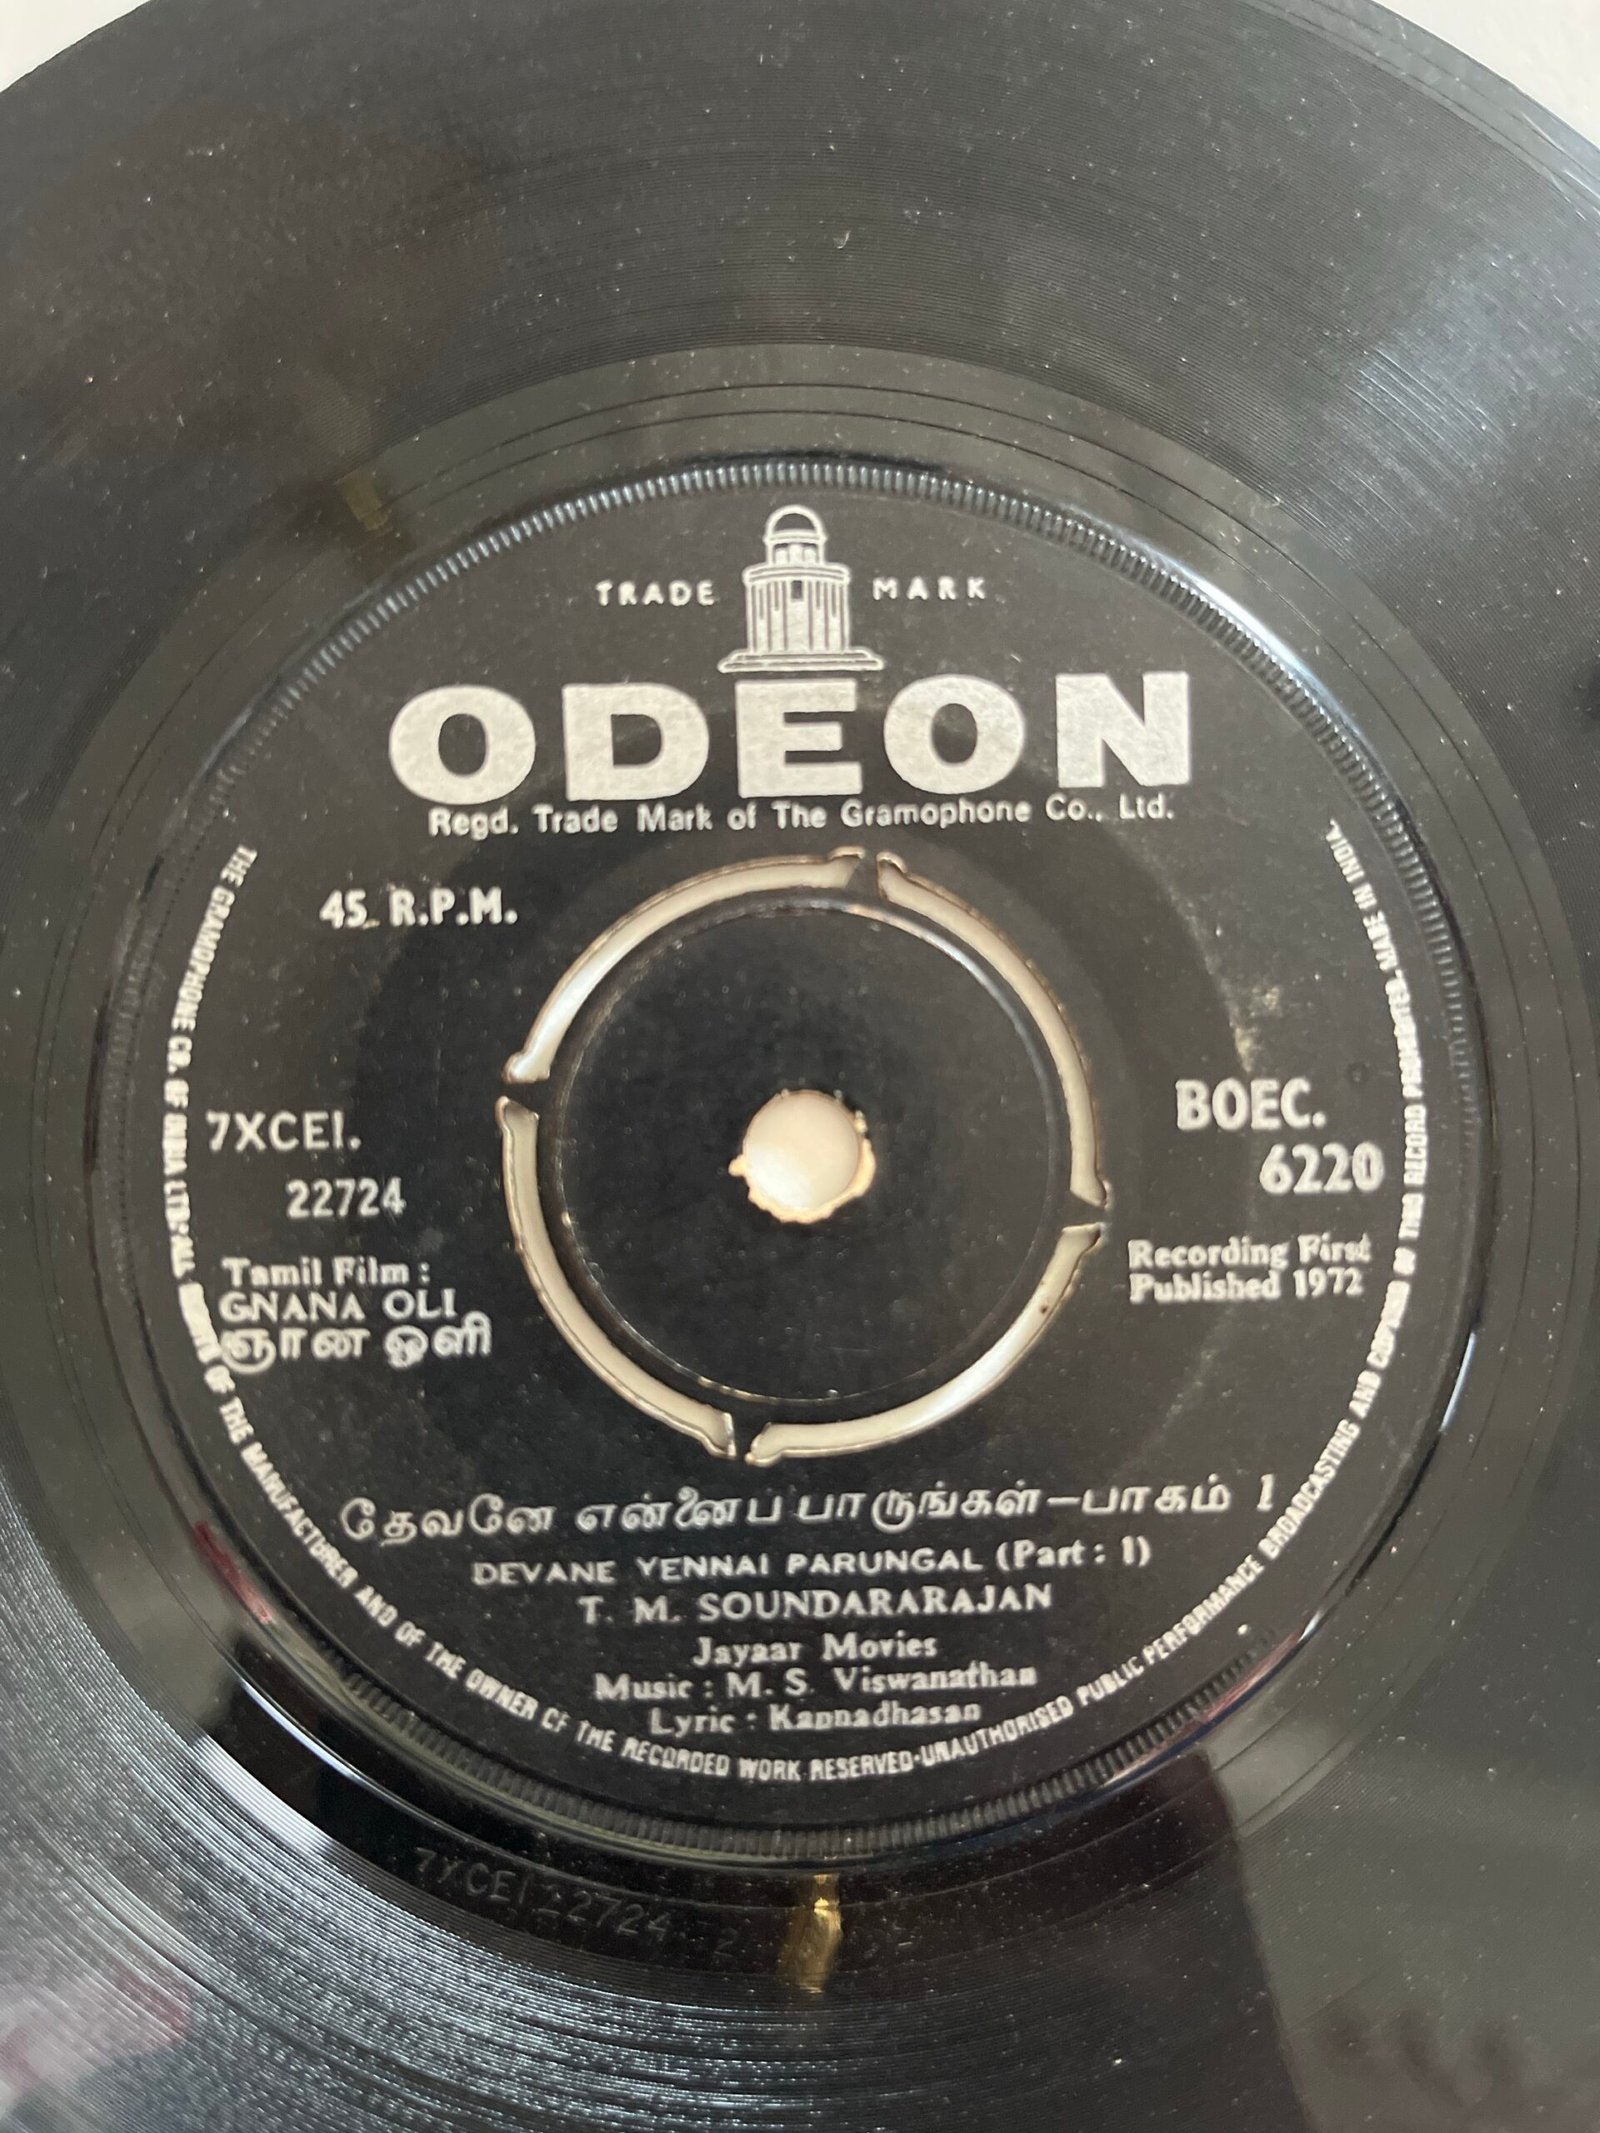 TRADE MARK
ODEON
Regd. Trade Mark of The Gramophone Co., Ltd.
45 R.P.M.
7XCEI.
22724
BOEC.
6220
Tamil Film :
GNANA OLI
ஞான ஒளி
Recording First
Published 1972
தேவனே என்னைப் பாருங்கள்–பாகம் 1
DEVANE YENNAI PARUNGAL (Part : 1)
T. M. SOUNDARARAJAN
Jayaar Movies
Music : M. S. Viswanathan
Lyric : Kannadhasan
THE GRAMOPHONE CO. OF INDIA LTD. ALL RIGHTS OF THE MANUFACTURER AND OF THE OWNER OF THE RECORDED WORK RESERVED·UNAUTHORISED PUBLIC PERFORMANCE BROADCASTING AND COPYING OF THIS RECORD PROHIBITED MADE IN INDIA.
7XCEI 22724 - 2